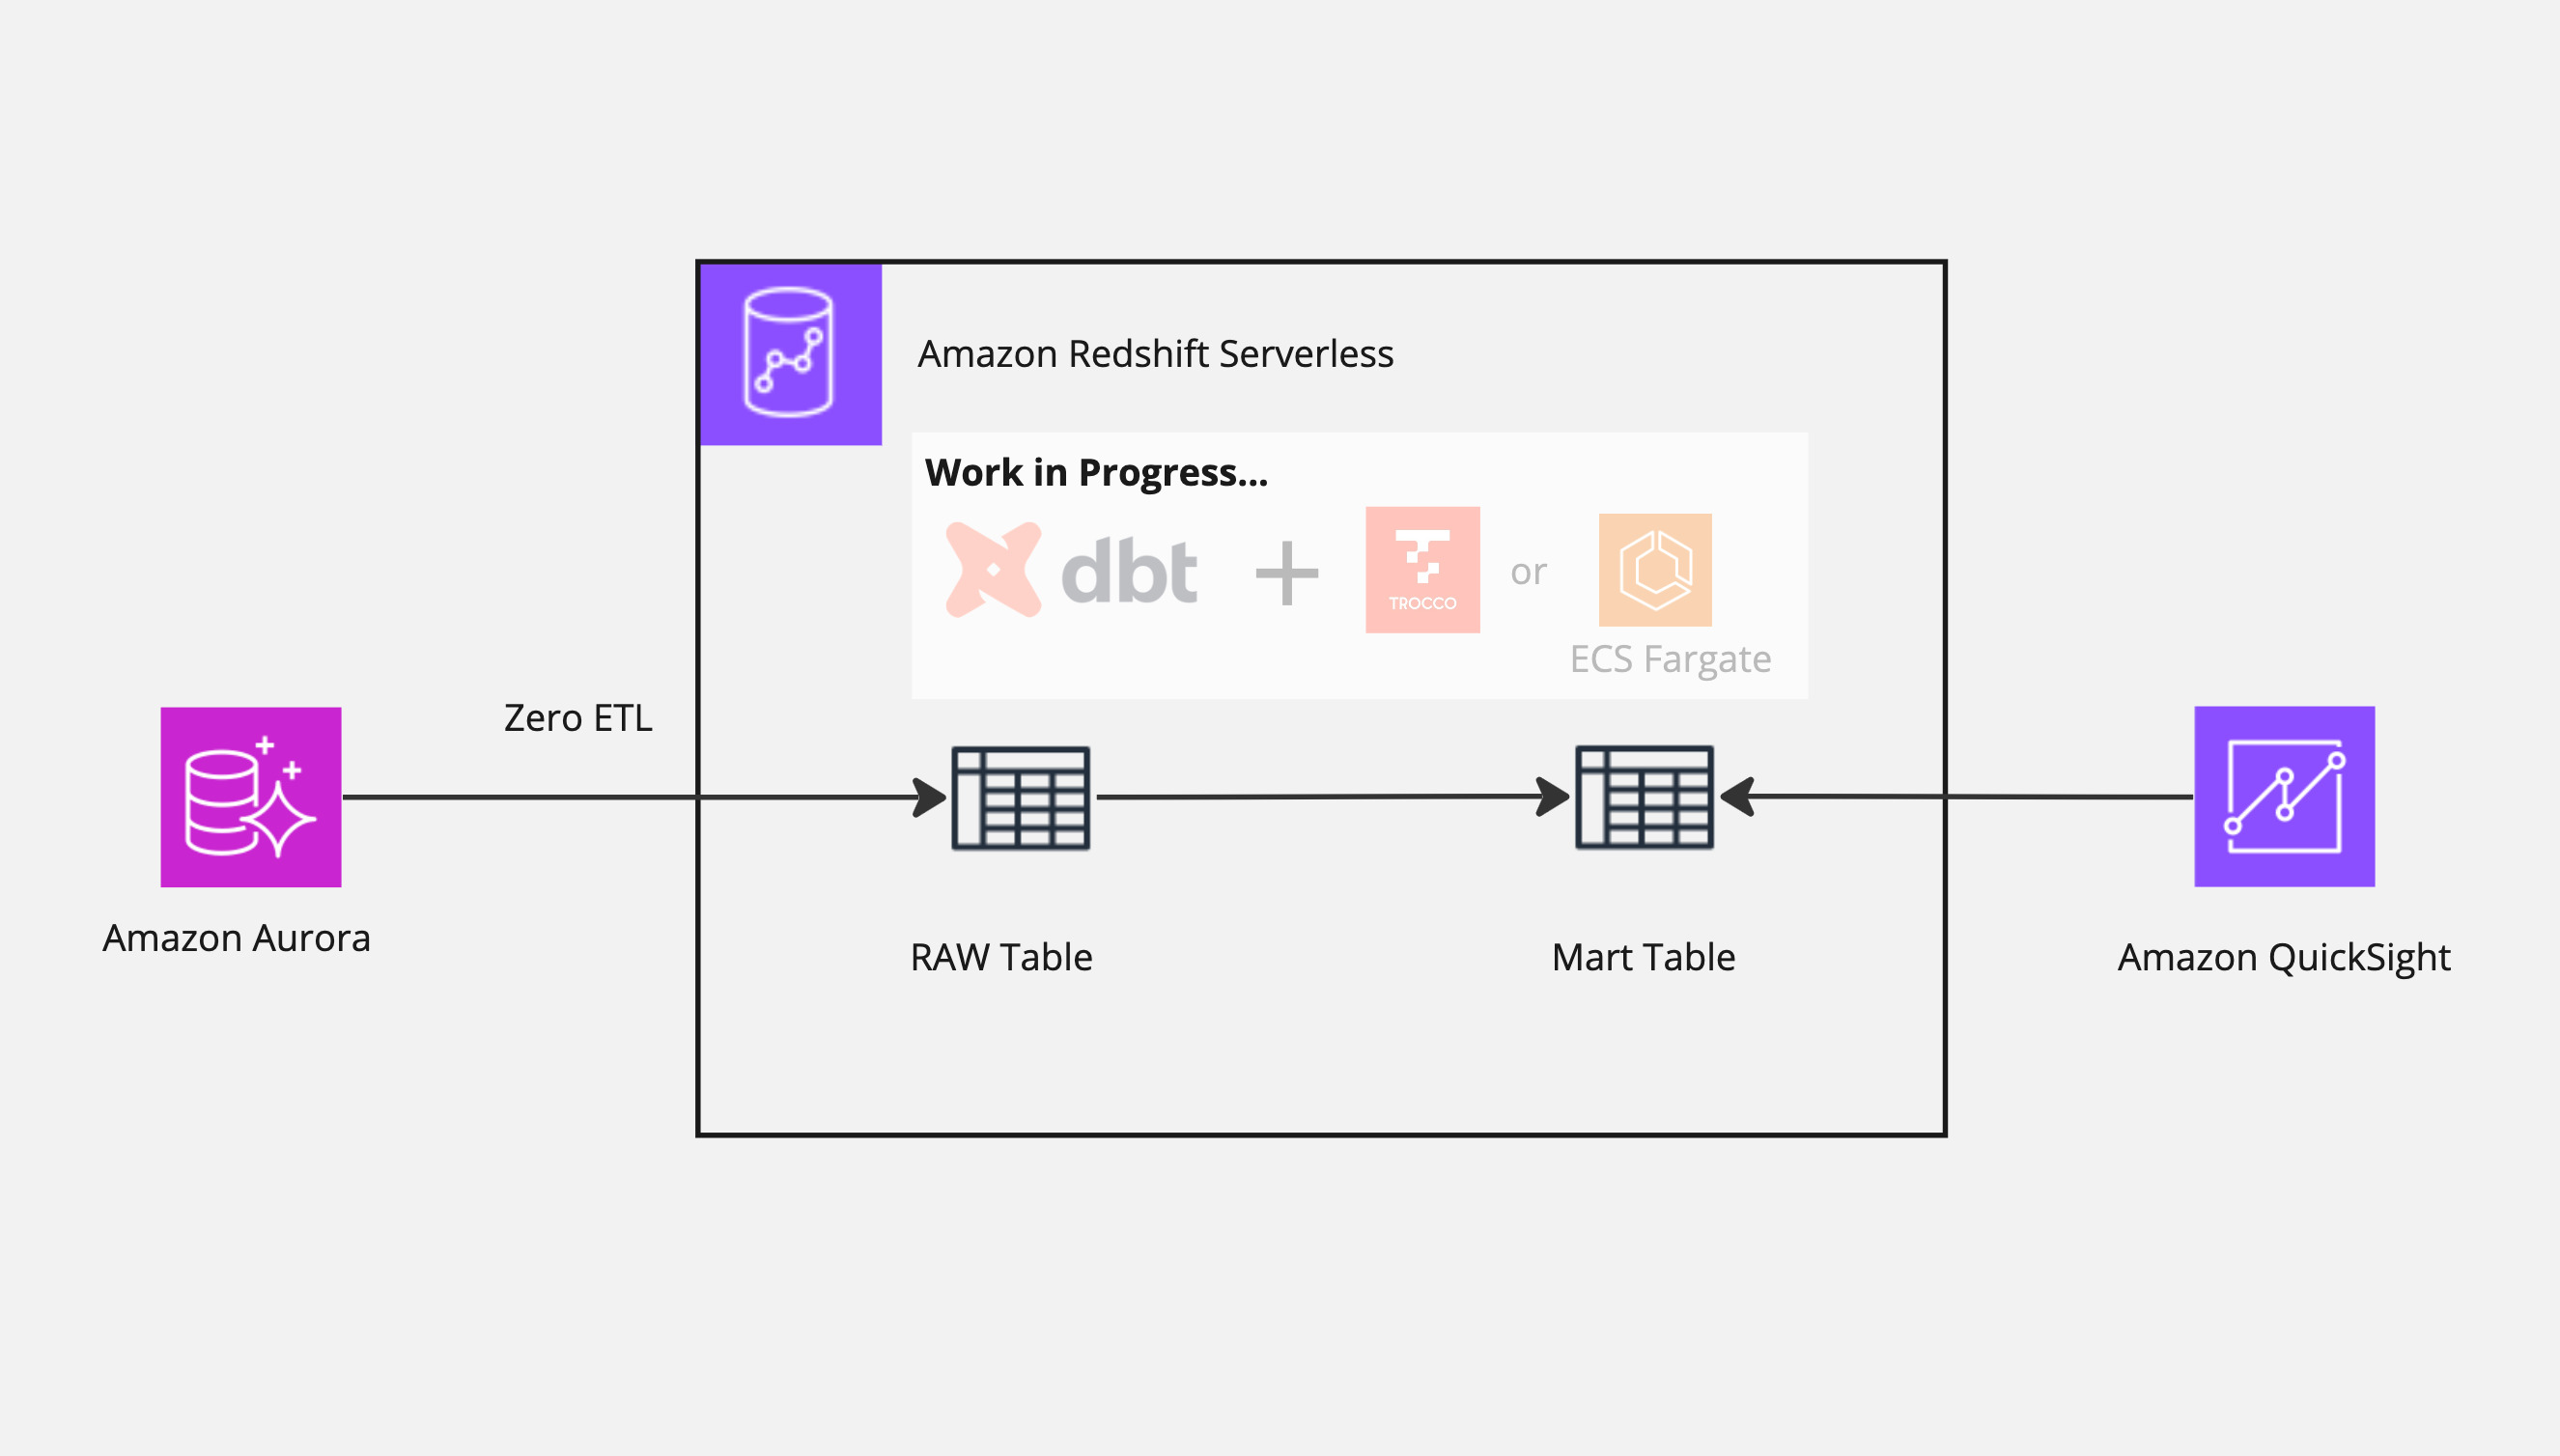 Amazon Redshift Serverless
Work in Progress...
dbt
TROCCO
or
ECS Fargate
Zero ETL
Amazon Aurora
RAW Table
Mart Table
Amazon QuickSight